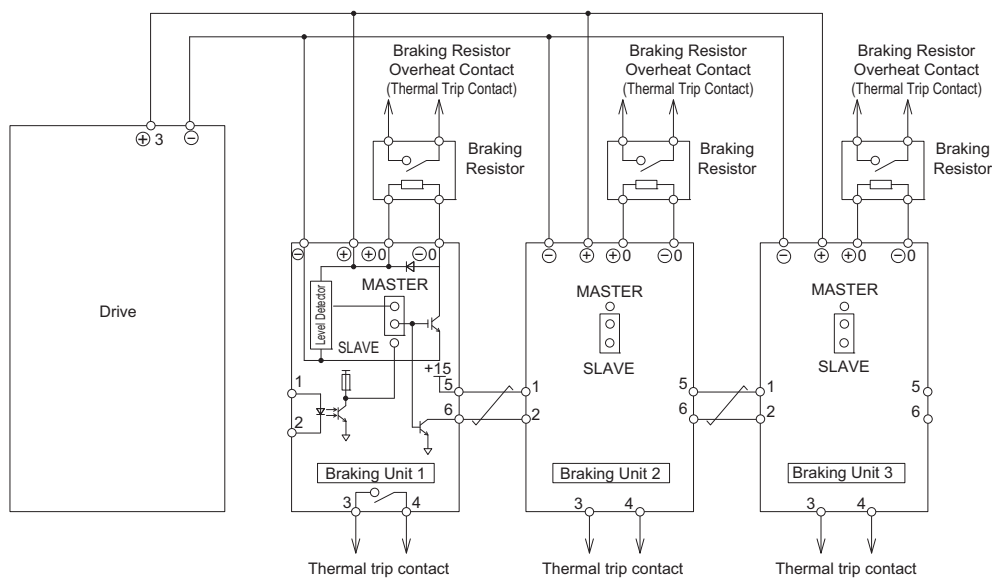 Braking Resistor
Overheat Contact
(Thermal Trip Contact)
Braking Resistor
Overheat Contact
(Thermal Trip Contact)
Braking Resistor
Overheat Contact
(Thermal Trip Contact)
⊕ 3 ⊖
Braking
Resistor
Braking
Resistor
Braking
Resistor
Drive
⊖ ⊕ ⊕0 ⊖0
MASTER
Level Detector
SLAVE
+15
1
2
5
6
Braking Unit 1
3 4
Thermal trip contact
⊖ ⊕ ⊕0 ⊖0
MASTER
SLAVE
1
2
5
6
Braking Unit 2
3 4
Thermal trip contact
⊖ ⊕ ⊕0 ⊖0
MASTER
SLAVE
1
2
5
6
Braking Unit 3
3 4
Thermal trip contact